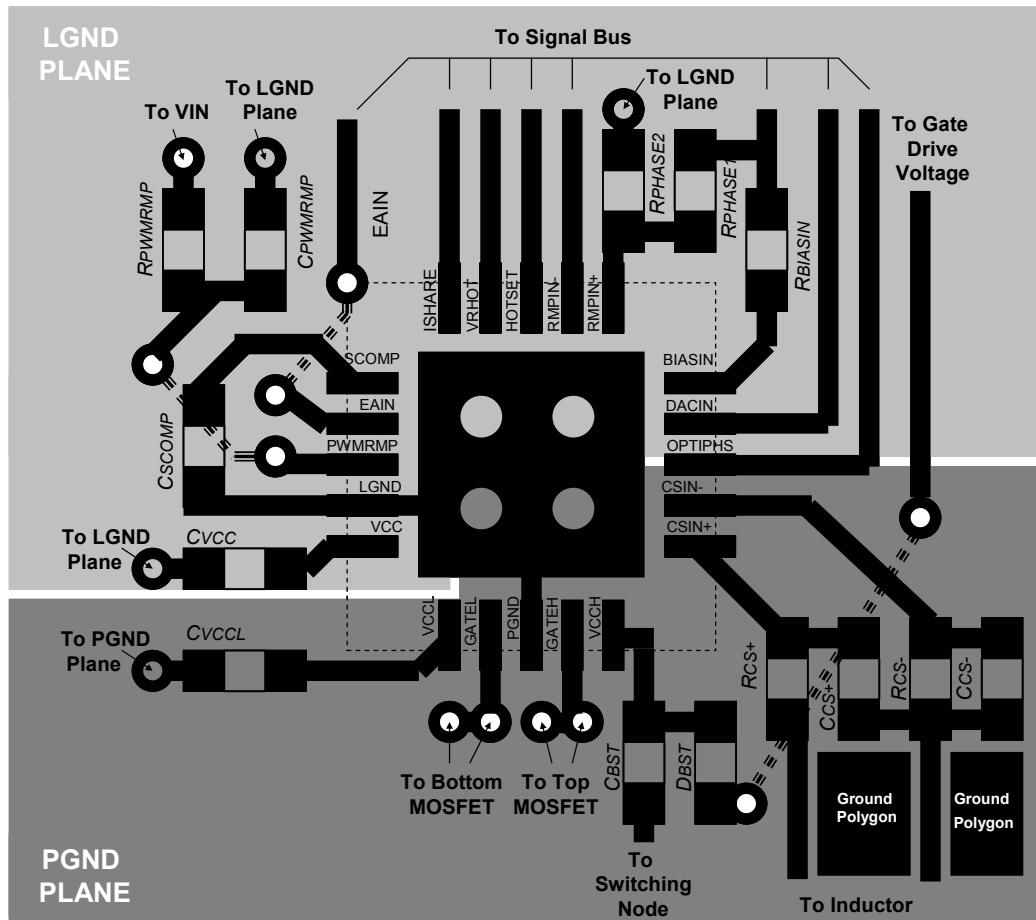 LGND
PLANE
To Signal Bus
To LGND
Plane
To VIN
To LGND
Plane
To Gate
Drive
Voltage
RPWMRMP
CPWMRMP
EAIN
RPHASE2
RPHASE1
RBIASIN
ISHARE
VRHOT
HOTSET
RMPIN-
RMPIN+
SCOMP
EAIN
PWMRMP
LGND
VCC
BIASIN
DACIN
OPTIPHS
CSIN-
CSIN+
CSCOMP
To LGND
Plane
CVCC
VCCL
GATEL
PGND
GATEH
VCCH
To PGND
Plane
CVCCL
RCS+
CCS+
RCS-
CCS-
CBST
DBST
To Bottom
MOSFET
To Top
MOSFET
Ground
Polygon
Ground
Polygon
To
Switching
Node
To Inductor
PGND
PLANE